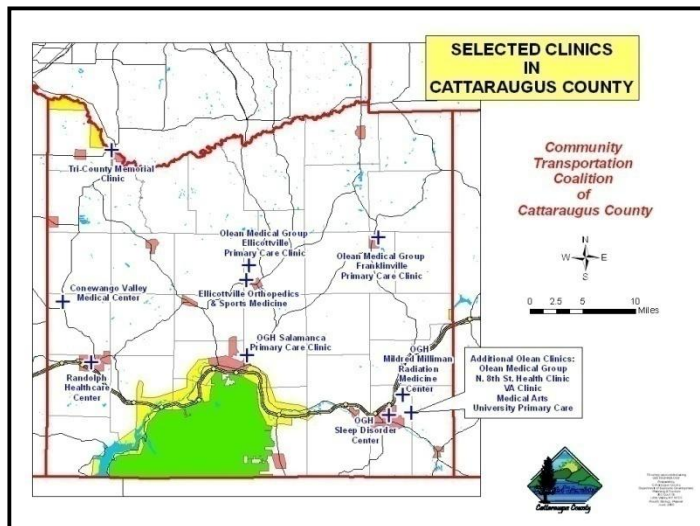 SELECTED CLINICS
IN
CATTARAUGUS COUNTY
Community
Transportation
Coalition
of
Cattaraugus County
N
W E
S
0 5 10
Miles
Tri-County Memorial
Clinic
Olean Medical Group
Ellicottville
Primary Care Clinic
Olean Medical Group
Franklinville
Primary Care Clinic
Conewango Valley
Medical Center
Ellicottville Orthopedics
& Sports Medicine
OGH Salamanca
Primary Care Clinic
Randolph
Healthcare
Center
OGH
Mildred Milliman
Radiation
Medicine
Center
Additional Olean Clinics:
Olean Medical Group
N. 8th St. Health Clinic
VA Clinic
Medical Arts
University Primary Care
OGH
Sleep Disorder
Center
Cattaraugus County